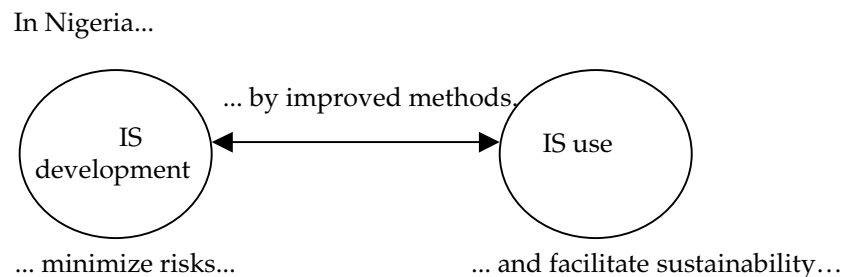 In Nigeria...
... by improved methods.
IS
development
IS use
... minimize risks...
... and facilitate sustainability…